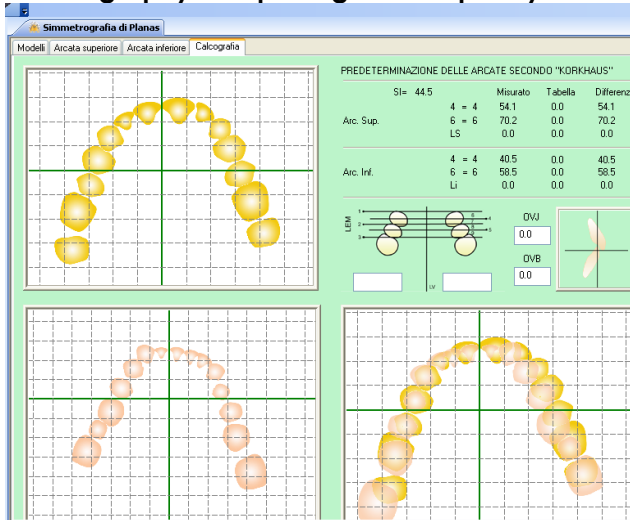 Simmetrografia di Planas
Modelli Arcata superiore Arcata inferiore Calcografia
PREDETERMINAZIONE DELLE ARCATE SECONDO "KORKHAUS"
SI= 44.5 Misurato Tabella Differenz
4 = 4 54.1 0.0 54.1
Arc. Sup. 6 = 6 70.2 0.0 70.2
LS 0.0 0.0 0.0
4 = 4 40.5 0.0 40.5
Arc. Inf. 6 = 6 58.5 0.0 58.5
Li 0.0 0.0 0.0
LEM
OVJ
0.0
OVB
0.0
LV